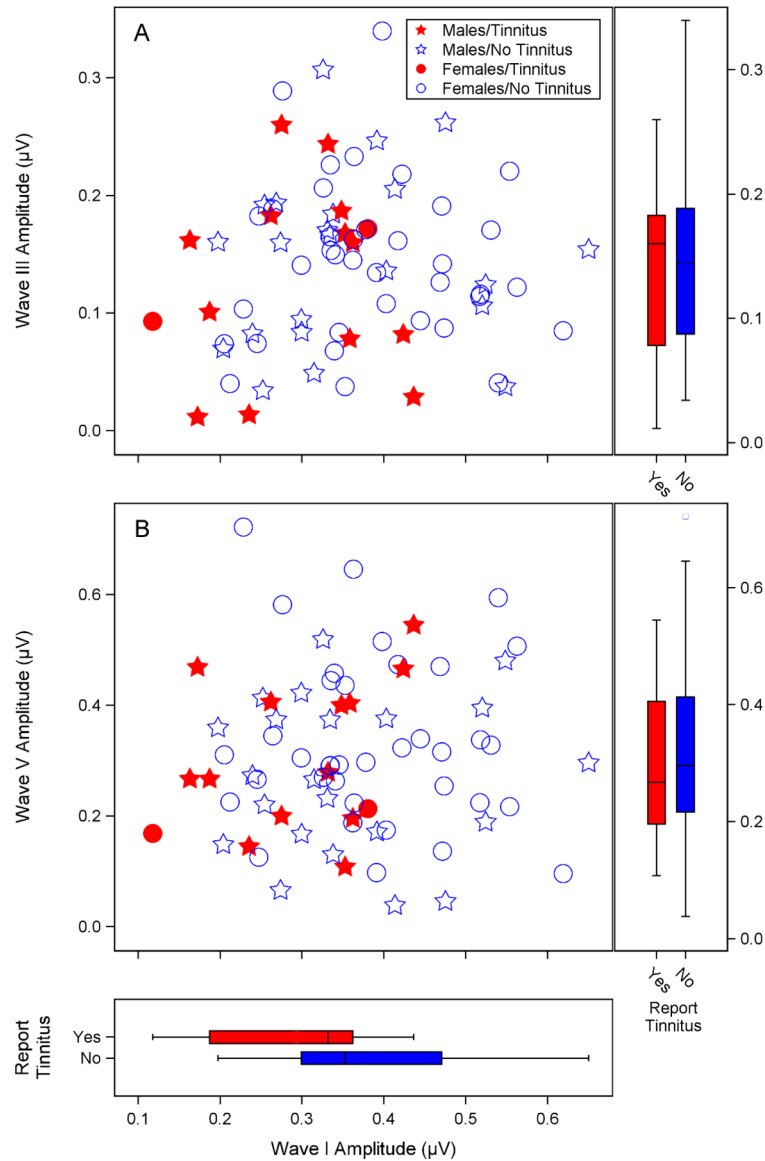 A
Males/Tinnitus
Males/No Tinnitus
Females/Tinnitus
Females/No Tinnitus
Wave III Amplitude (µV)
0.3
0.2
0.1
0.0
0.3
0.2
0.1
0.0
Yes
No
B
Wave V Amplitude (µV)
0.6
0.4
0.2
0.0
0.6
0.4
0.2
0.0
Yes
No
Report
Tinnitus
Report
Tinnitus
Yes
No
0.1 0.2 0.3 0.4 0.5 0.6
Wave I Amplitude (µV)